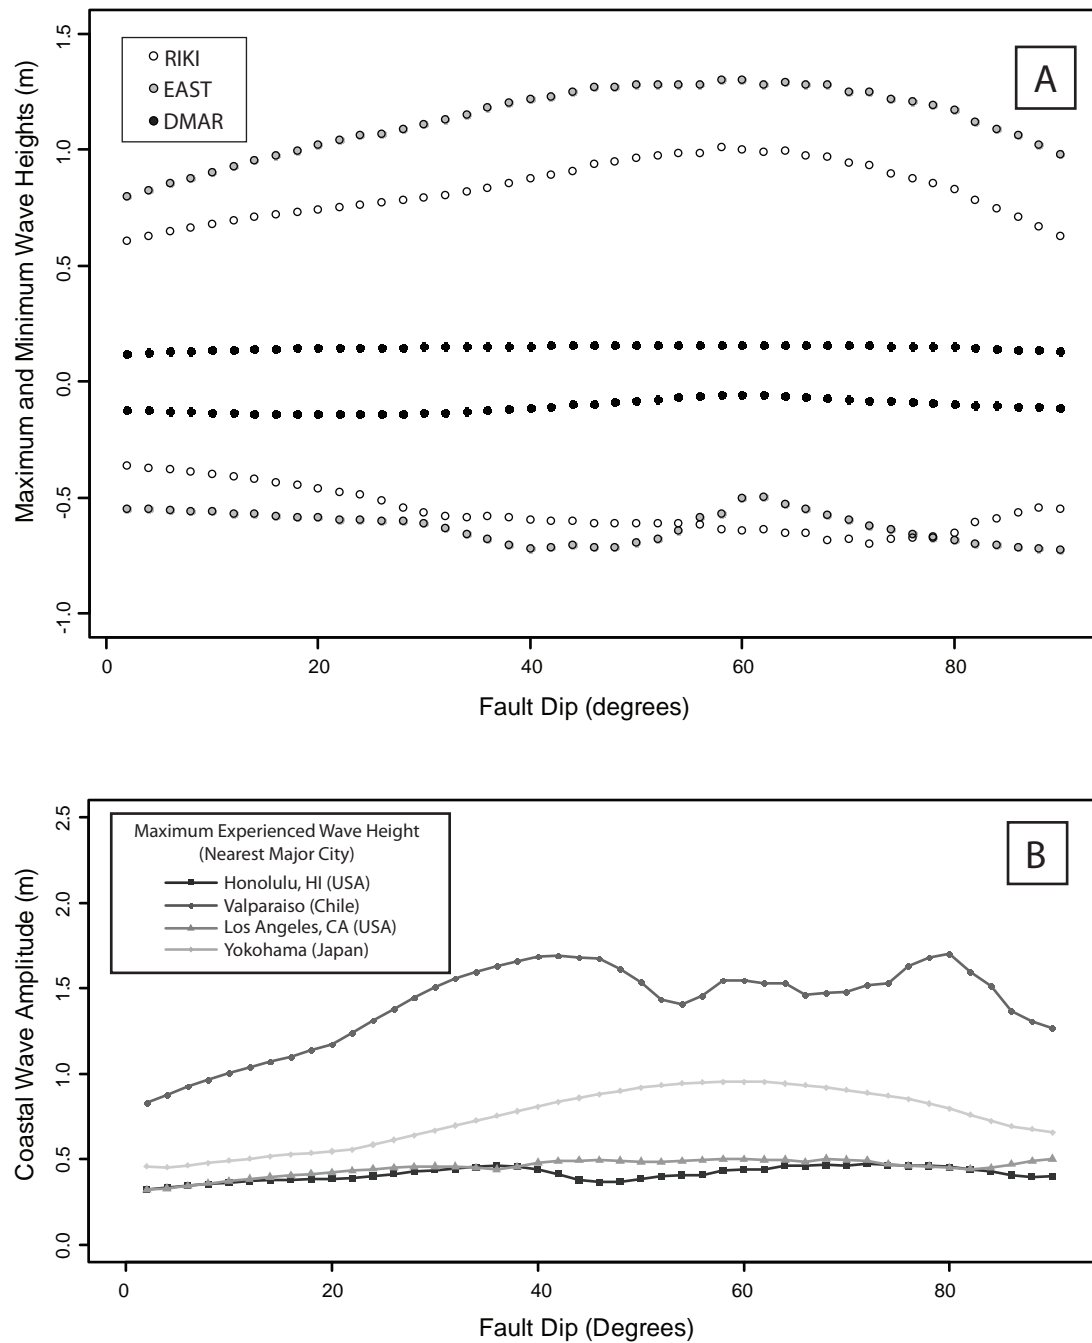 Maximum and Minimum Wave Heights (m)
1.5
1.0
0.5
0.0
-0.5
-1.0
RIKI
EAST
DMAR
A
0 20 40 60 80
Fault Dip (degrees)
Coastal Wave Amplitude (m)
2.5
2.0
1.5
1.0
0.5
0.0
Maximum Experienced Wave Height
(Nearest Major City)
Honolulu, HI (USA)
Valparaiso (Chile)
Los Angeles, CA (USA)
Yokohama (Japan)
B
0 20 40 60 80
Fault Dip (Degrees)